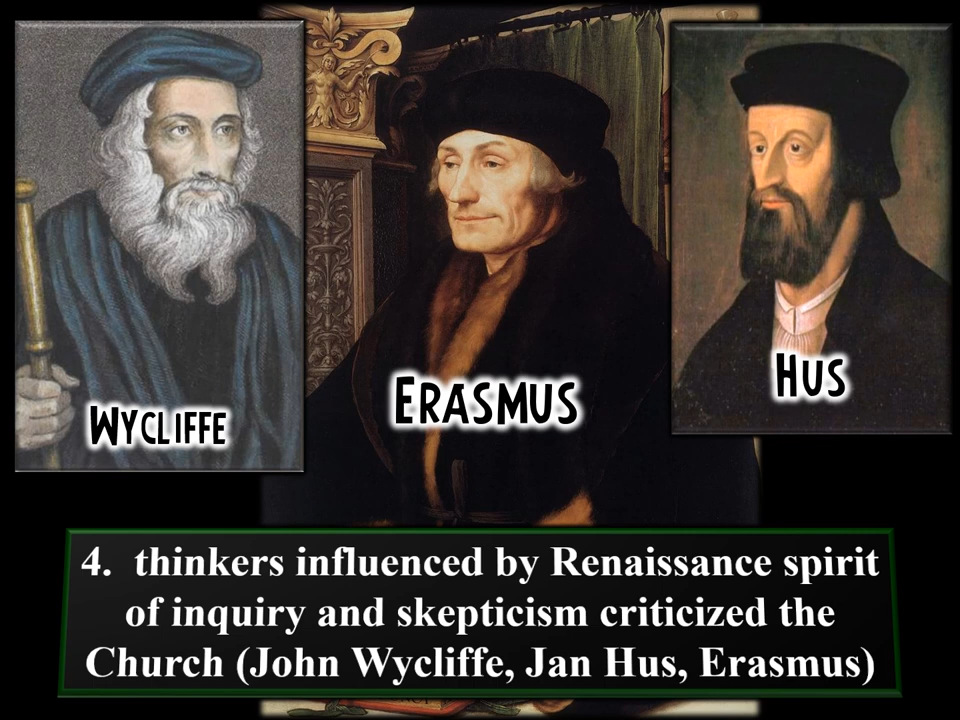 Wycliffe
Erasmus
Hus
4. thinkers influenced by Renaissance spirit
of inquiry and skepticism criticized the
Church (John Wycliffe, Jan Hus, Erasmus)